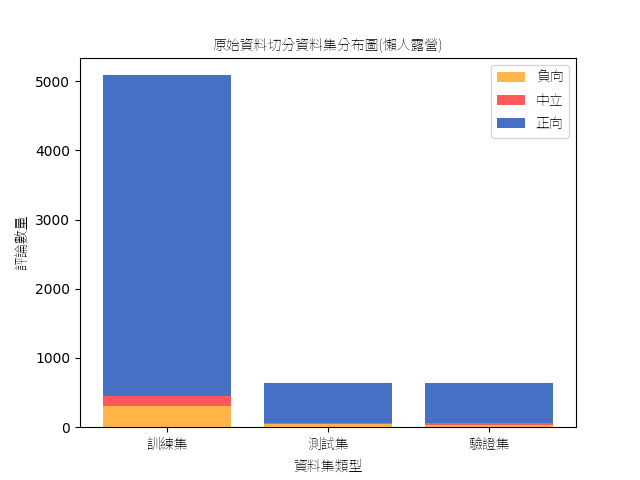 原始資料切分資料集分布圖(懶人露營)
負向
中立
正向
5000
4000
3000
2000
1000
0
評論數量
訓練集
測試集
驗證集
資料集類型